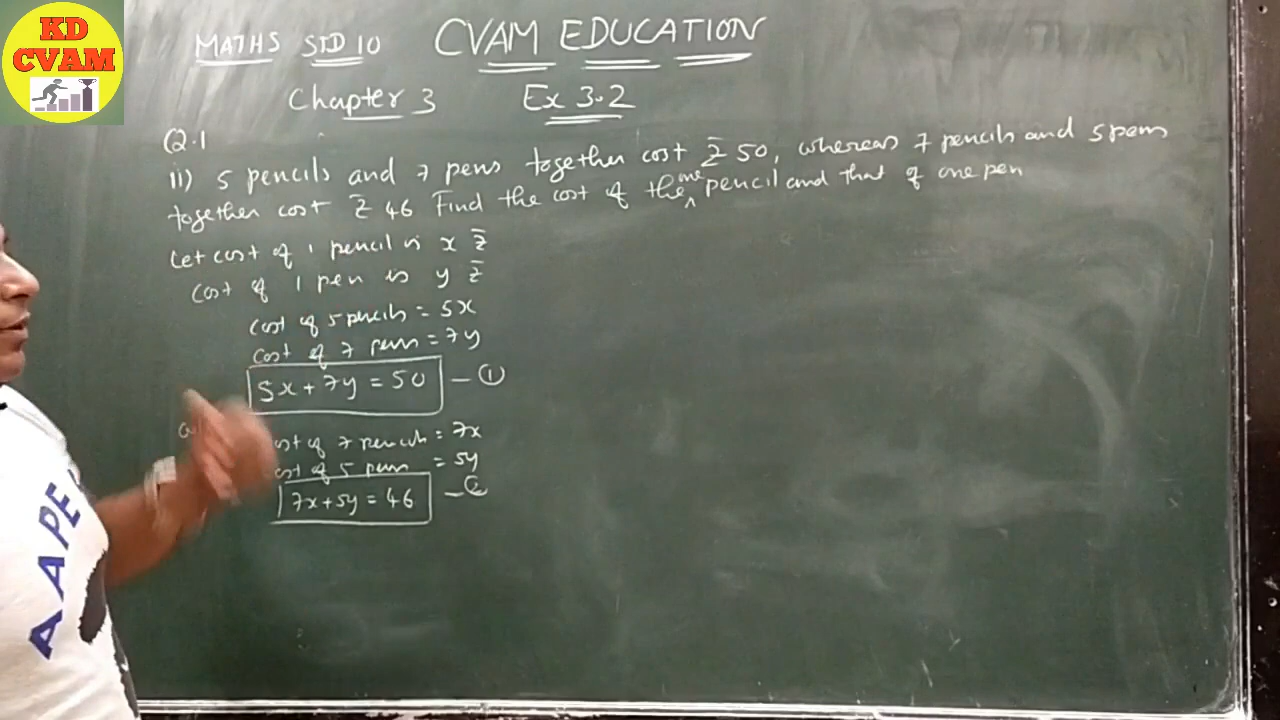 KD
CVAM
MATHS STD 10 CVAM EDUCATION
Chapter 3 Ex 3.2
Q.1
ii) 5 pencils and 7 pens together cost ₹ 50, whereas 7 pencils and 5 pens
together cost ₹ 46 Find the cost of the one pencil and that of one pen
Let cost of 1 pencil is x ₹
cost of 1 pen is y ₹
cost of 5 pencils = 5x
cost of 7 pens = 7y
5x + 7y = 50 — ①
cost of 7 pencils = 7x
cost of 5 pens = 5y
7x + 5y = 46 — ②
AAPE